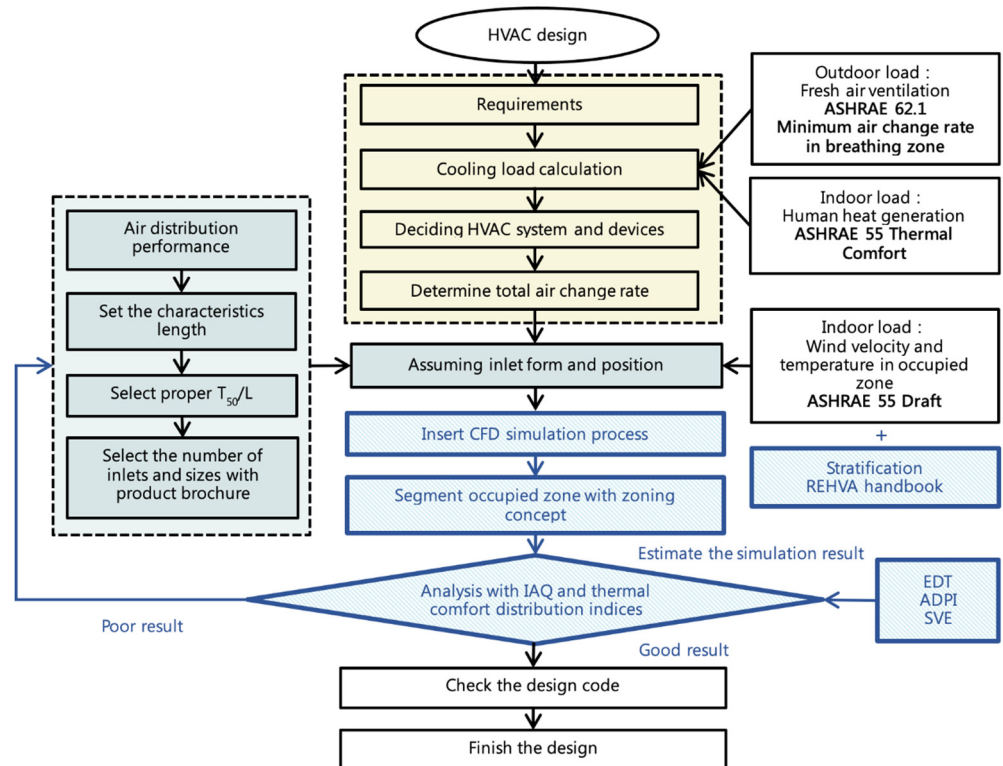 HVAC design
Requirements
Cooling load calculation
Deciding HVAC system and devices
Determine total air change rate
Outdoor load :
Fresh air ventilation
ASHRAE 62.1
Minimum air change rate
in breathing zone
Indoor load :
Human heat generation
ASHRAE 55 Thermal
Comfort
Air distribution
performance
Set the characteristics
length
Select proper T50/L
Select the number of
inlets and sizes with
product brochure
Assuming inlet form and position
Indoor load :
Wind velocity and
temperature in occupied
zone
ASHRAE 55 Draft
+
Stratification
REHVA handbook
Insert CFD simulation process
Segment occupied zone with zoning
concept
Estimate the simulation result
Analysis with IAQ and thermal
comfort distribution indices
EDT
ADPI
SVE
Poor result
Good result
Check the design code
Finish the design